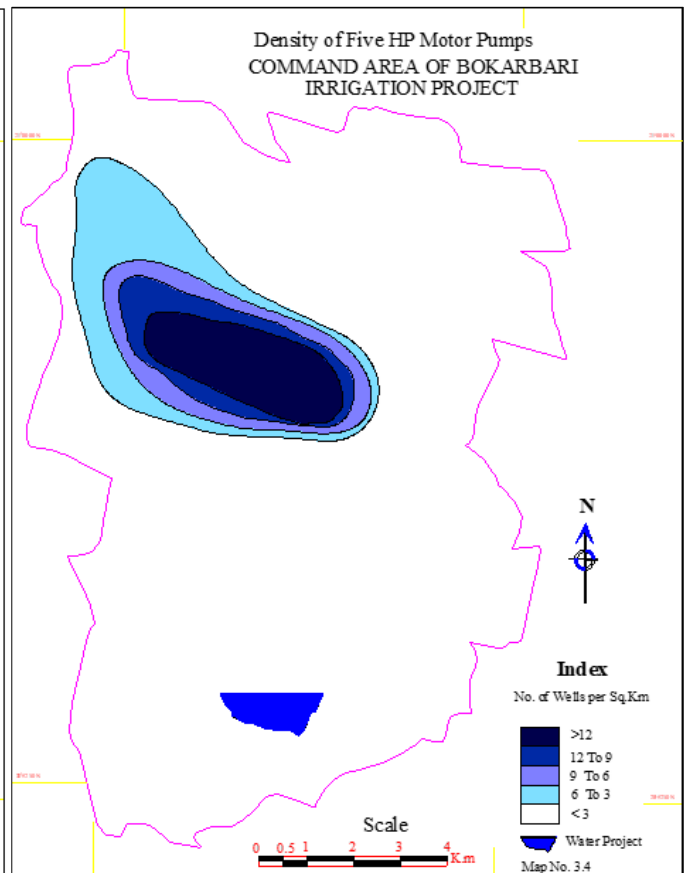 Density of Five HP Motor Pumps
COMMAND AREA OF BOKARBARI
IRRIGATION PROJECT
N
Index
No. of Wells per Sq.Km
>12
12 To 9
9 To 6
6 To 3
<3
Water Project
Map No. 3.4
Scale
0 0.5 1 2 3 4
K.m